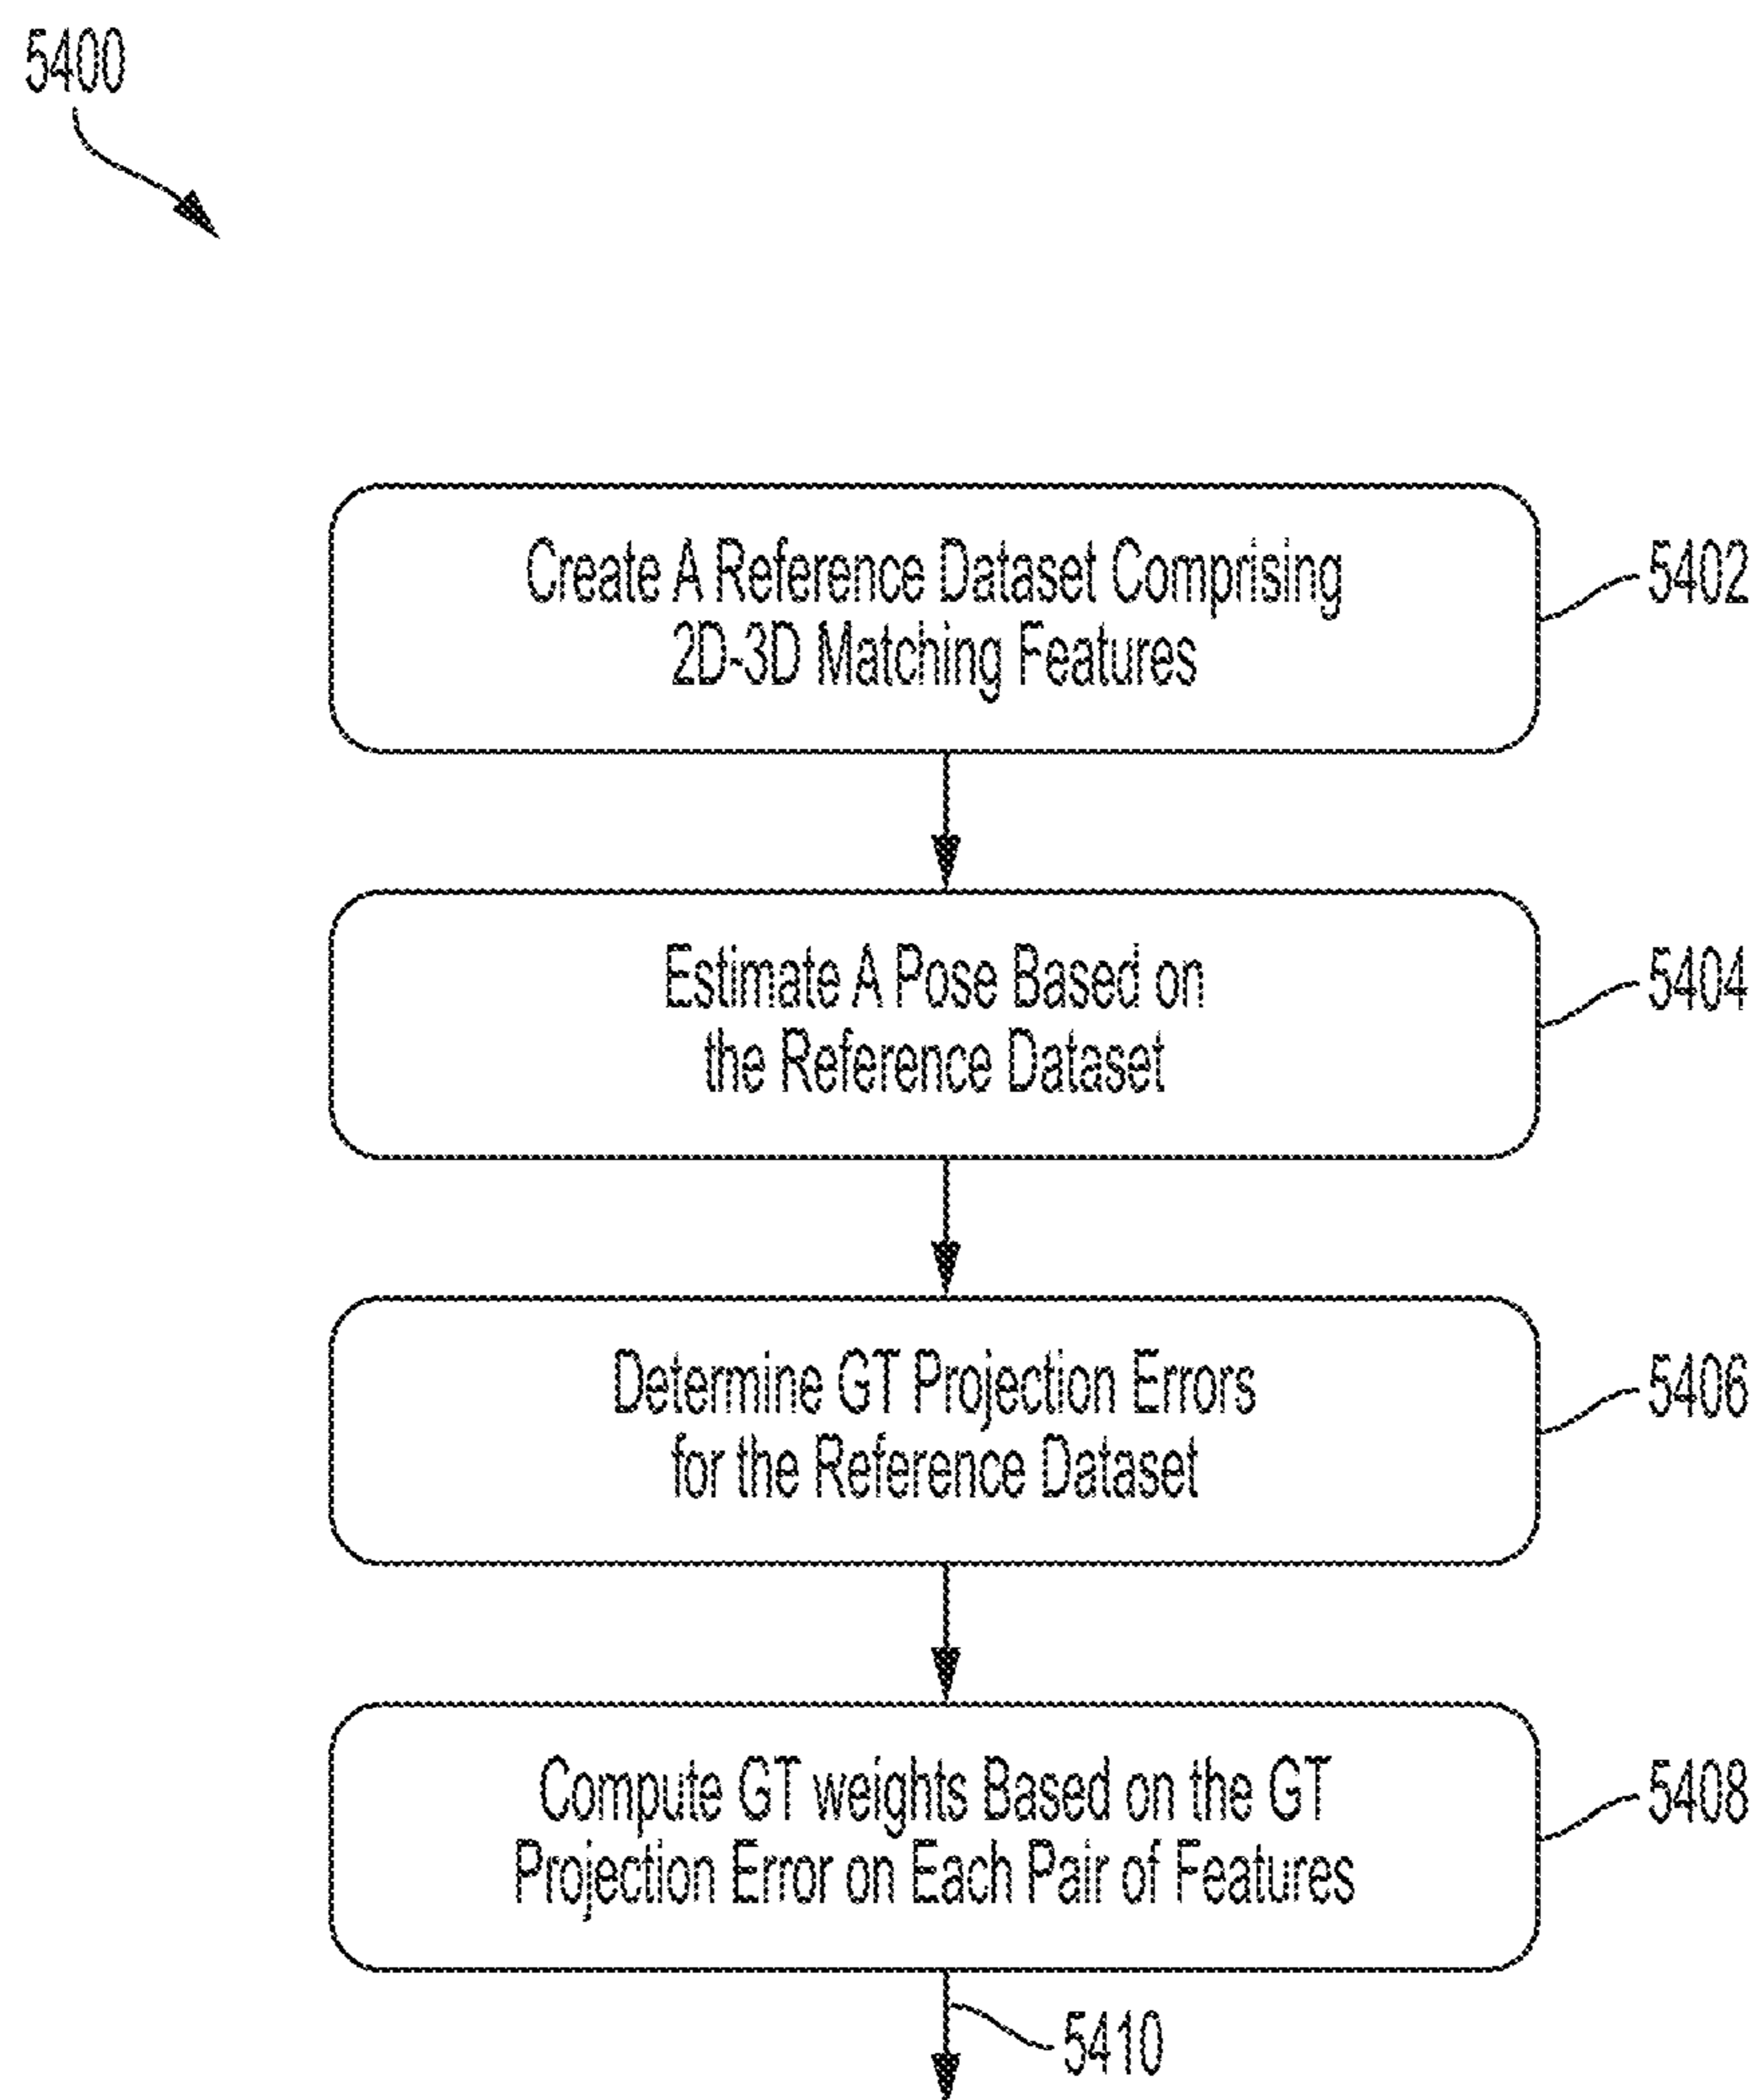 5400
Create A Reference Dataset Comprising
2D-3D Matching Features
5402
Estimate A Pose Based on
the Reference Dataset
5404
Determine GT Projection Errors
for the Reference Dataset
5406
Compute GT weights Based on the GT
Projection Error on Each Pair of Features
5408
5410